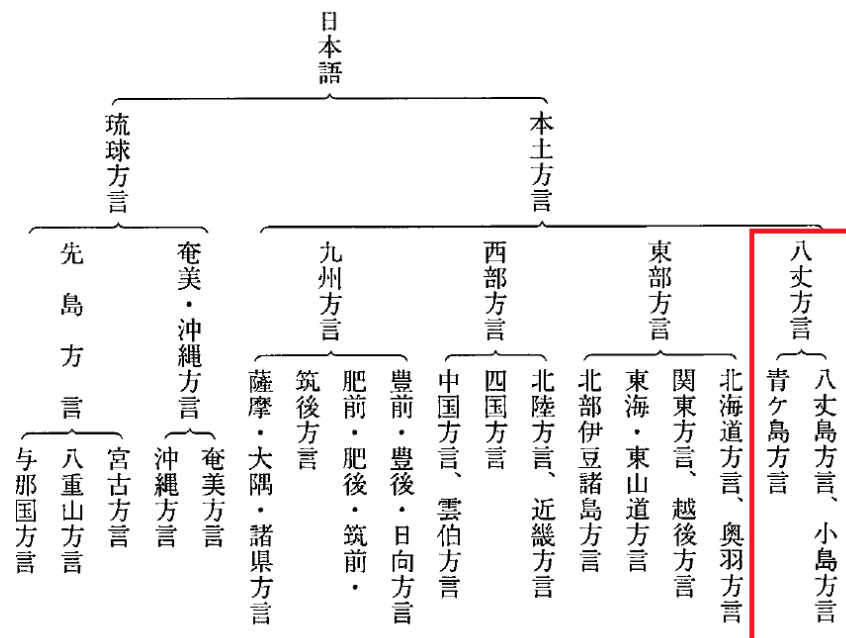 日本語
本土方言
琉球方言
八丈方言
東部方言
西部方言
九州方言
奄美・沖縄方言
先島方言
八丈島方言、小島方言
青ケ島方言
北海道方言、奥羽方言
関東方言、越後方言
東海・東山道方言
北部伊豆諸島方言
北陸方言、近畿方言
四国方言
中国方言、雲伯方言
豊前・豊後・日向方言
肥前・肥後・筑前・
筑後方言
薩摩・大隅・諸県方言
奄美方言
沖縄方言
宮古方言
八重山方言
与那国方言